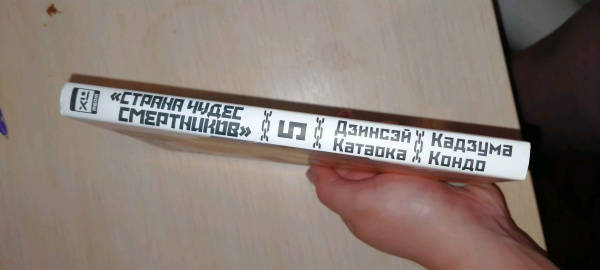 «СТРАНА ЧУДЕС
СМЕРТНИКОВ»
5
Дзинсэй
Катаока
Кадзума
Кондо